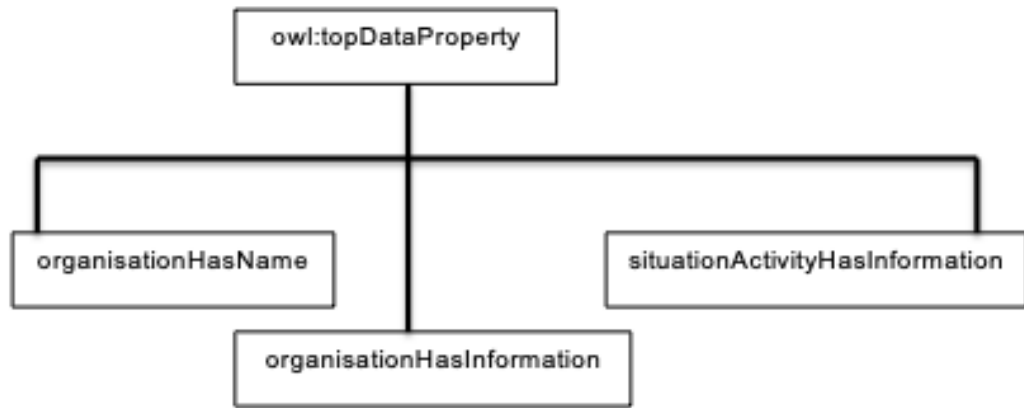 owl:topDataProperty
organisationHasName
situationActivityHasInformation
organisationHasInformation